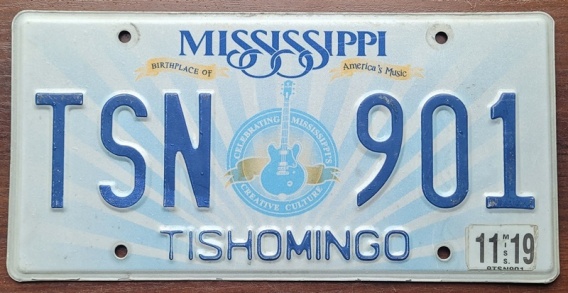 MISSISSIPPI
BIRTHPLACE OF America's Music
TSN 901
CELEBRATING MISSISSIPPI'S
CREATIVE CULTURE
TISHOMINGO
11 MISS. 19